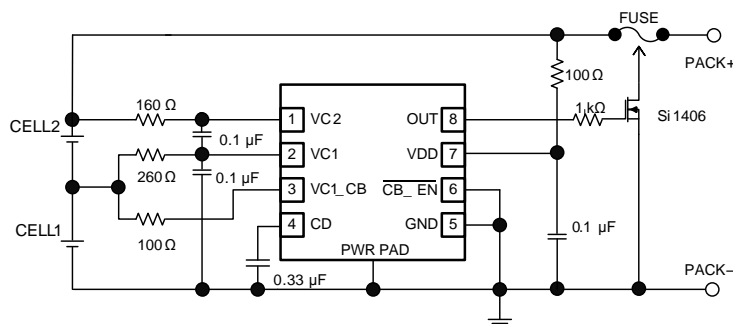 FUSE
PACK+
100 Ω
160 Ω
1 VC2
OUT 8
1 kΩ
Si1406
CELL2
0.1 µF
2 VC1
VDD 7
260 Ω
0.1 µF
3 VC1_CB
CB_EN 6
CELL1
4 CD
GND 5
100 Ω
0.1 µF
PWR PAD
0.33 µF
PACK–